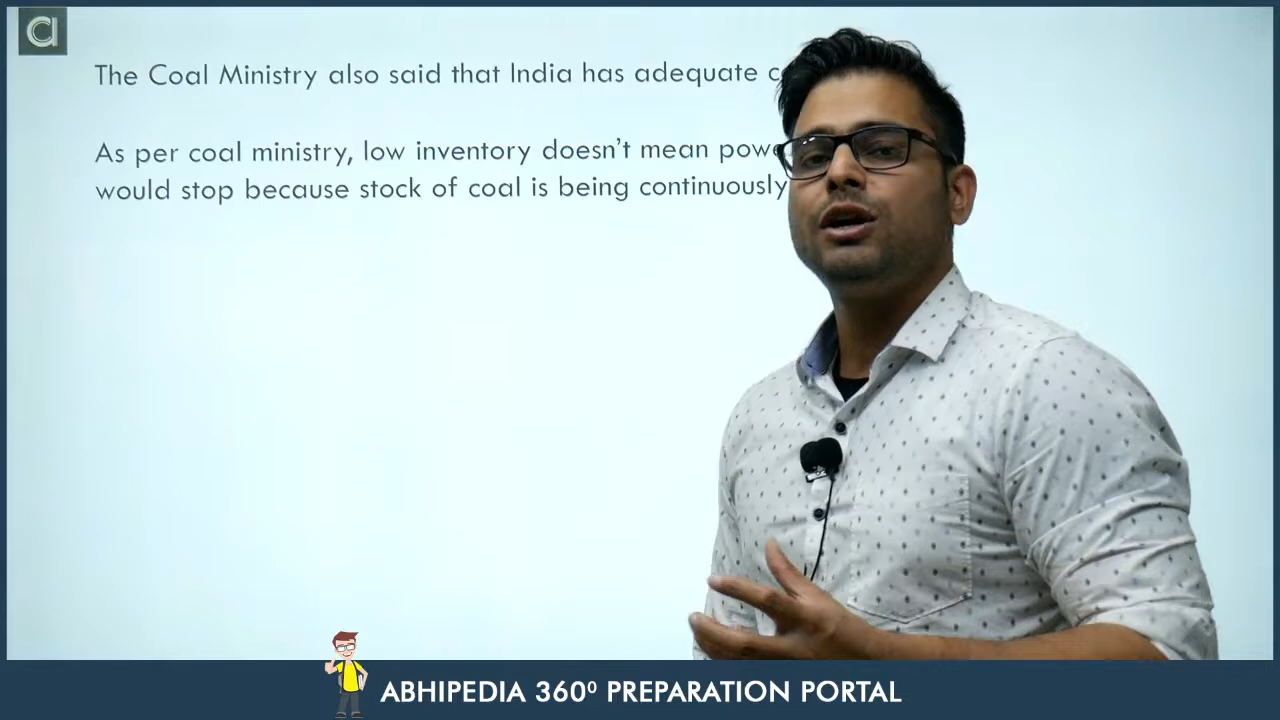 The Coal Ministry also said that India has adequate
As per coal ministry, low inventory doesn't mean
would stop because stock of coal is being continuously
ABHIPEDIA 360⁰ PREPARATION PORTAL